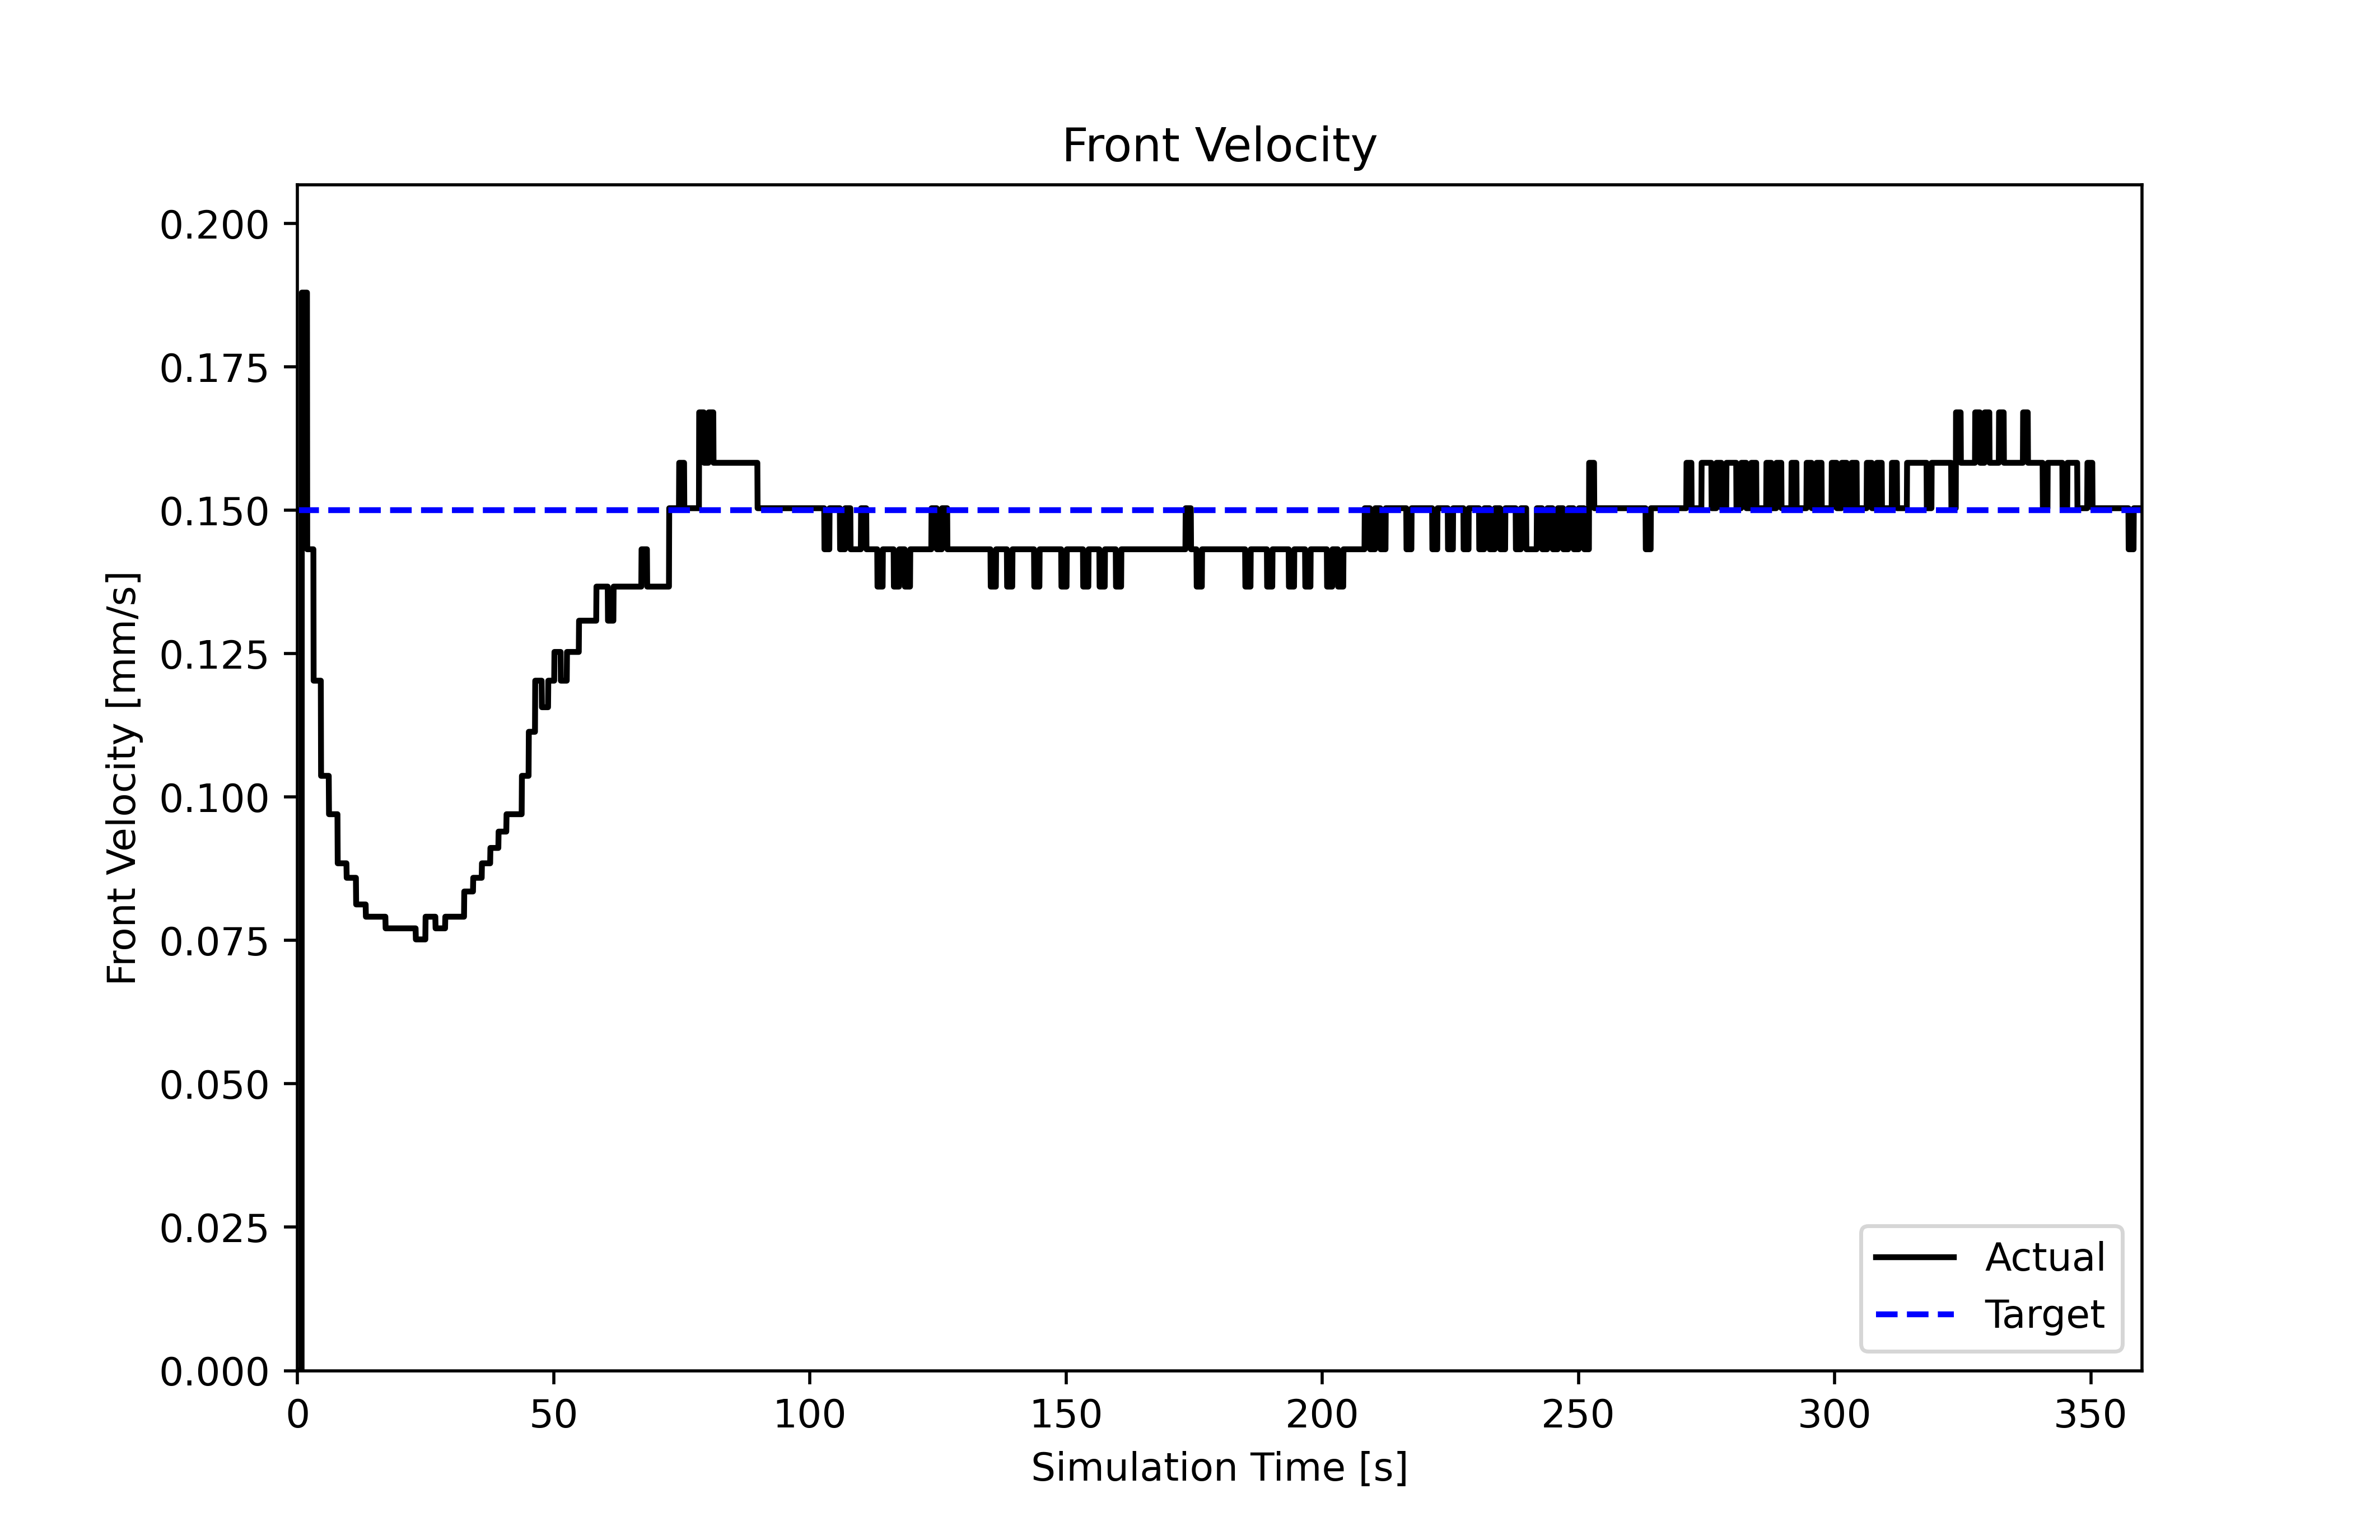 Front Velocity
0.200
0.175
0.150
0.125
0.100
0.075
0.050
0.025
0.000
Front Velocity [mm/s]
0 50 100 150 200 250 300 350
Simulation Time [s]
Actual
Target